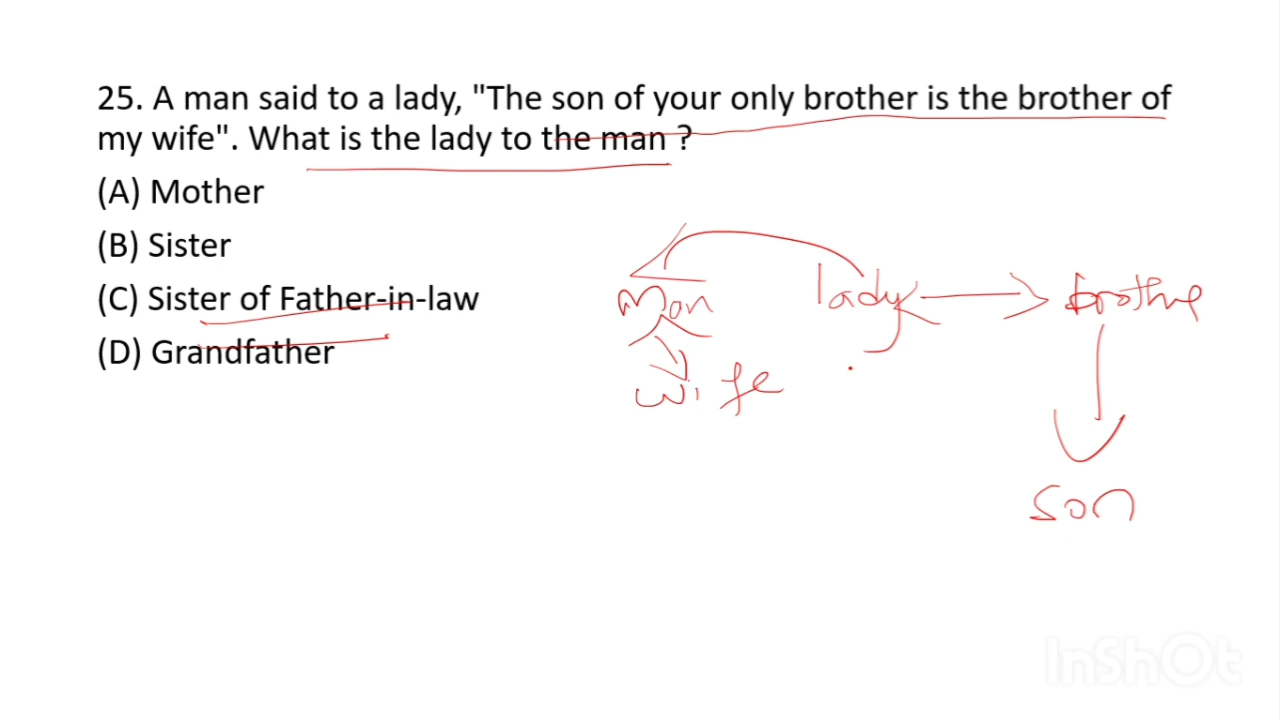 25. A man said to a lady, "The son of your only brother is the brother of
my wife". What is the lady to the man ?
(A) Mother
(B) Sister
(C) Sister of Father-in-law
(D) Grandfather
Man lady brothe
wife
son
InShOt